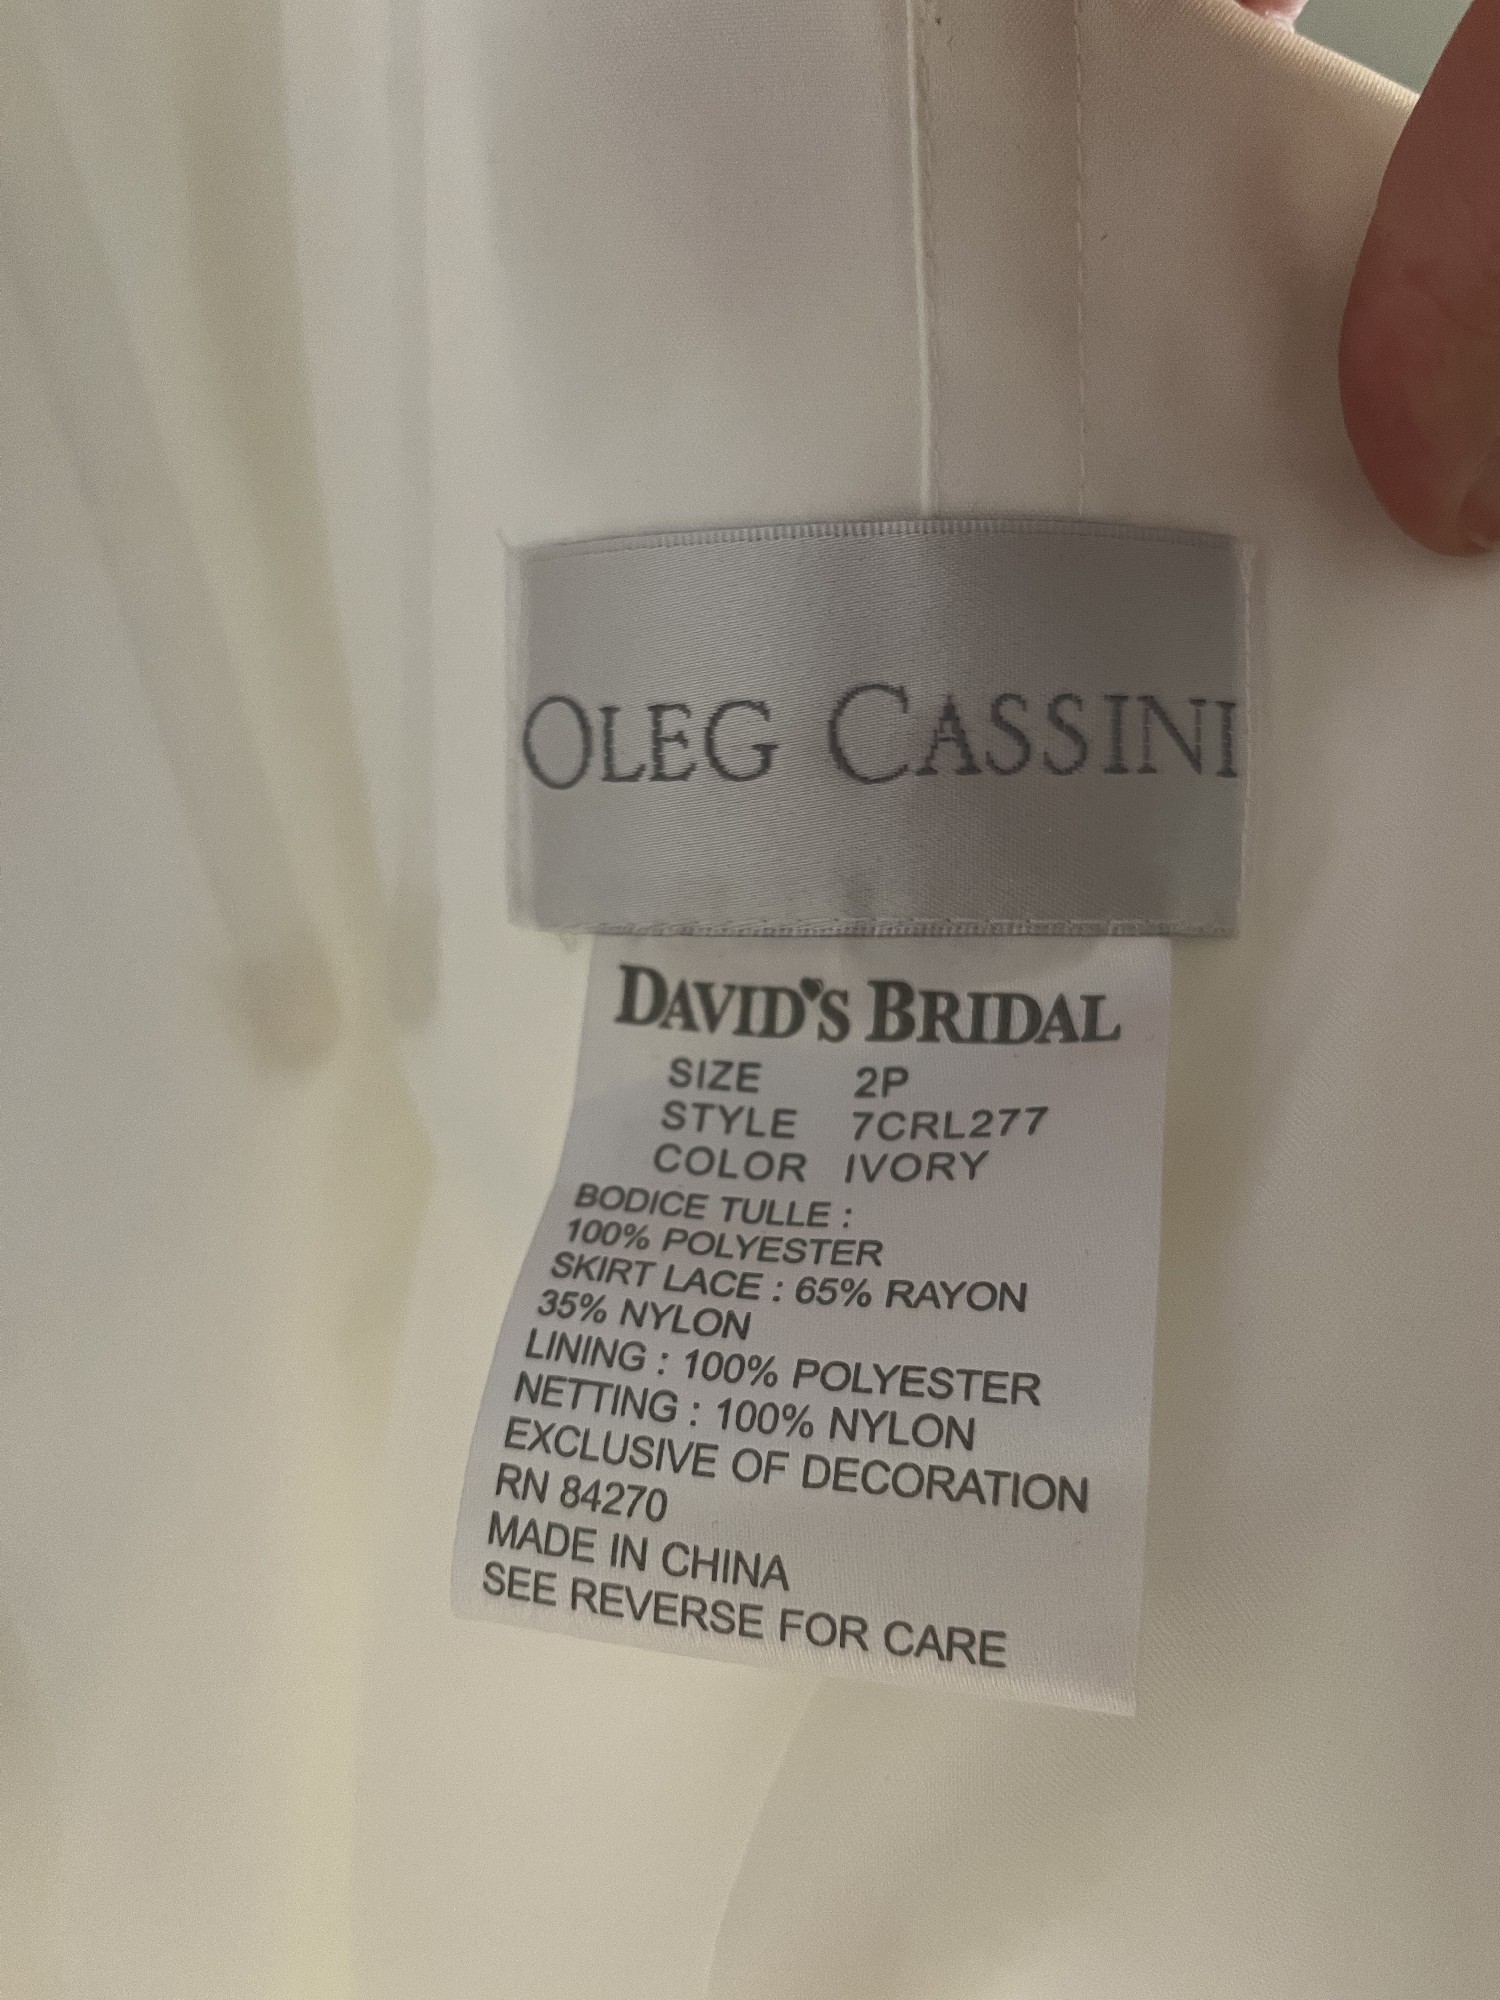 OLEG CASSINI
DAVID'S BRIDAL
SIZE 2P
STYLE 7CRL277
COLOR IVORY
BODICE TULLE :
100% POLYESTER
SKIRT LACE : 65% RAYON
35% NYLON
LINING : 100% POLYESTER
NETTING : 100% NYLON
EXCLUSIVE OF DECORATION
RN 84270
MADE IN CHINA
SEE REVERSE FOR CARE